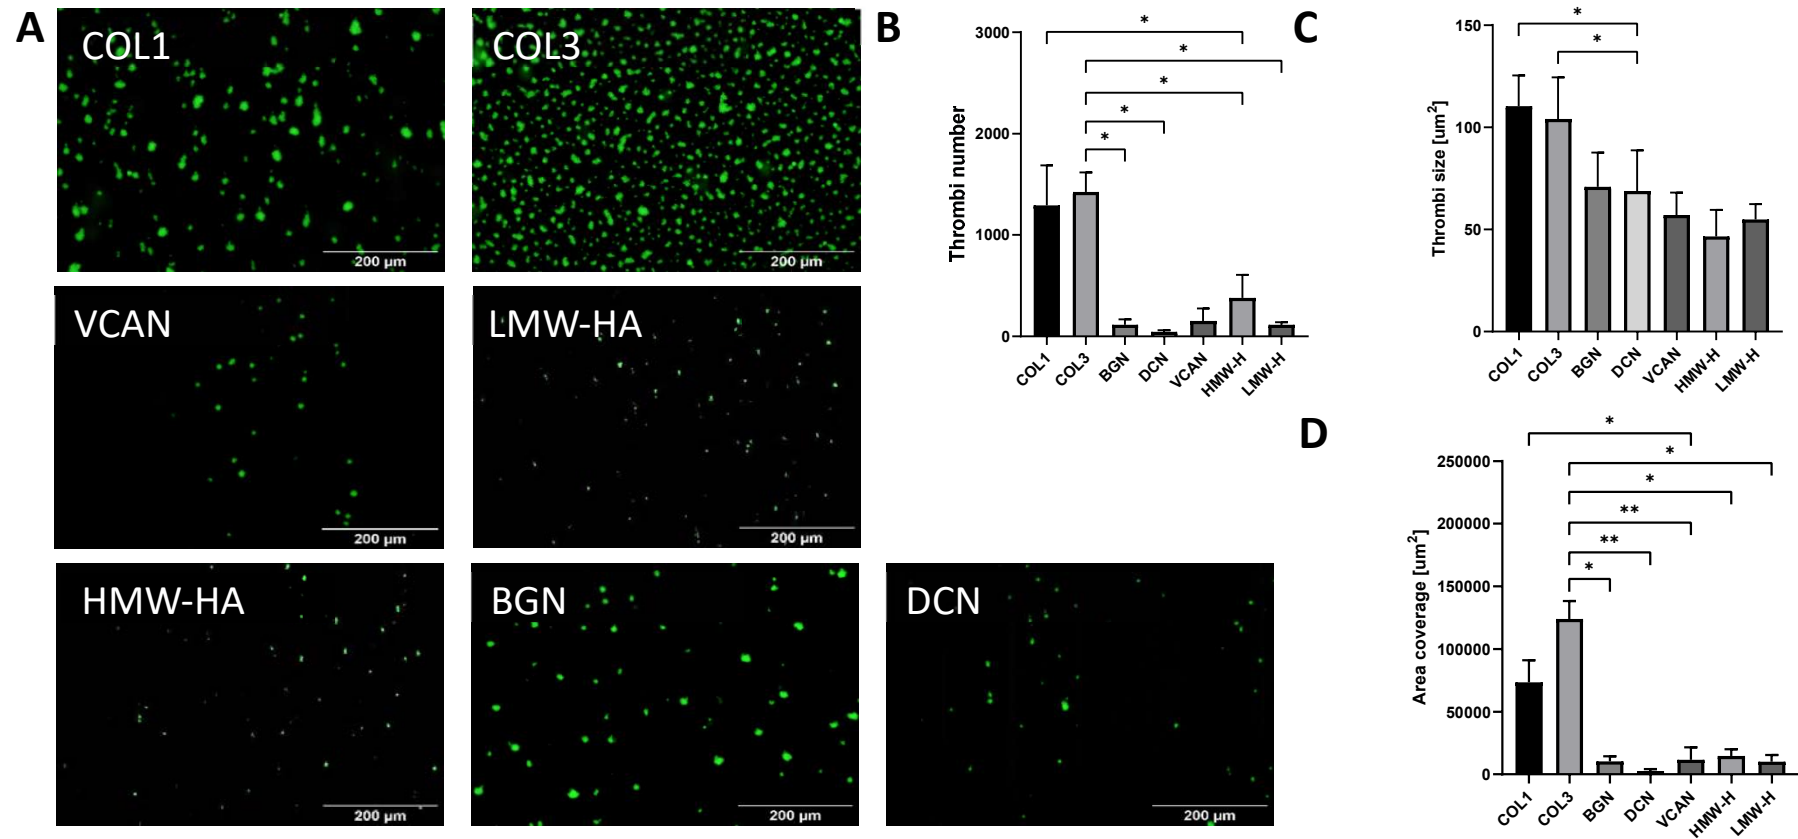 A
COL1
200 µm
COL3
200 µm
VCAN
200 µm
LMW-HA
200 µm
HMW-HA
200 µm
BGN
200 µm
DCN
200 µm
B
Thrombi number
3000
2000
1000
0
*
*
*
*
*
COL1
COL3
BGN
DCN
VCAN
HMW-H
LMW-H
C
Thrombi size [um²]
150
100
50
0
*
*
COL1
COL3
BGN
DCN
VCAN
HMW-H
LMW-H
D
Area coverage [um²]
250000
200000
150000
100000
50000
0
*
*
*
**
**
*
COL1
COL3
BGN
DCN
VCAN
HMW-H
LMW-H